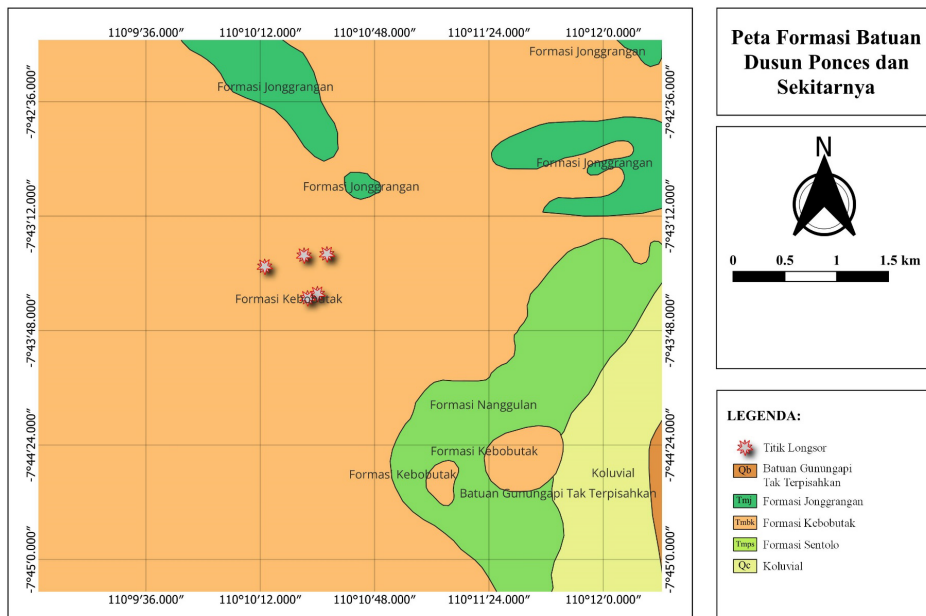 110°9'36.000″ 110°10'12.000″ 110°10'48.000″ 110°11'24.000″ 110°12'0.000″
-7°42'36.000″
-7°43'12.000″
-7°43'48.000″
-7°44'24.000″
-7°45'0.000″
Formasi Jonggrangan
Formasi Jonggrangan
Formasi Jonggrangan
Formasi Jonggrangan
Formasi Kebobutak
Formasi Nanggulan
Formasi Kebobutak
Formasi Kebobutak
Koluvial
Batuan Gunungapi Tak Terpisahkan
-7°42'36.000″
-7°43'12.000″
-7°43'48.000″
-7°44'24.000″
-7°45'0.000″
110°9'36.000″ 110°10'12.000″ 110°10'48.000″ 110°11'24.000″ 110°12'0.000″
Peta Formasi Batuan
Dusun Ponces dan
Sekitarnya
N
0 0.5 1 1.5 km
LEGENDA:
Titik Longsor
Qb Batuan Gunungapi
Tak Terpisahkan
Tmj Formasi Jonggrangan
Tmbk Formasi Kebobutak
Tmps Formasi Sentolo
Qc Koluvial